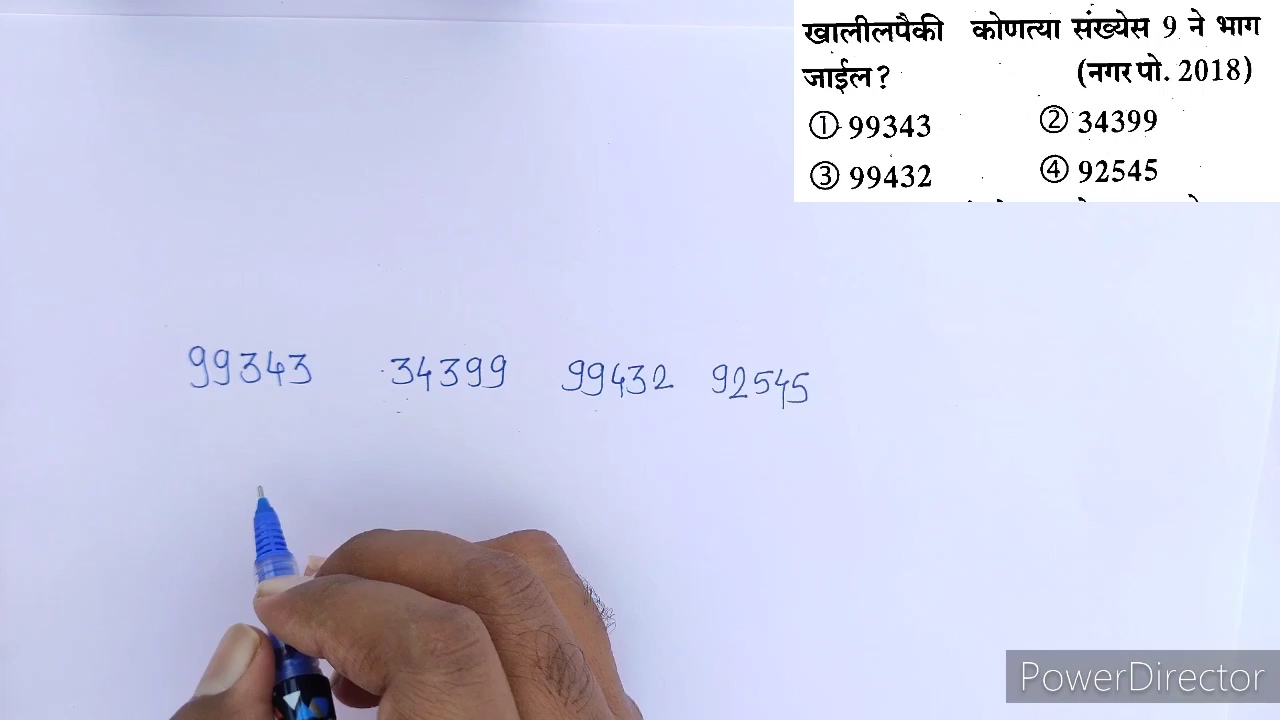 खालीलपैकी कोणत्या संख्येस 9 ने भाग
जाईल? (नगर पो. 2018)
① 99343 ② 34399
③ 99432 ④ 92545
99343 34399 99432 92545
PowerDirector